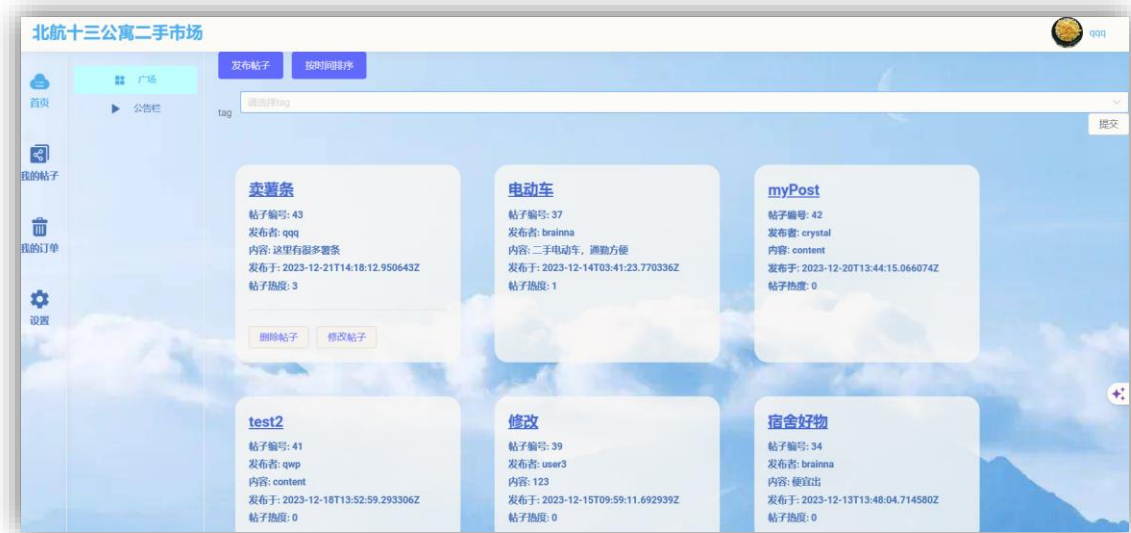 北航十三公寓二手市场
qqq
发布帖子
按时间排序
首页
广场
公告栏
tag
请选择tag
提交
我的帖子
我的订单
设置
卖薯条
帖子编号: 43
发布者: qqq
内容: 这里有很多薯条
发布于: 2023-12-21T14:18:12.950643Z
帖子热度: 3
删除帖子
修改帖子
电动车
帖子编号: 37
发布者: brainna
内容: 二手电动车，通勤方便
发布于: 2023-12-14T03:41:23.770336Z
帖子热度: 1
myPost
帖子编号: 42
发布者: crystal
内容: content
发布于: 2023-12-20T13:44:15.066074Z
帖子热度: 0
test2
帖子编号: 41
发布者: qwp
内容: content
发布于: 2023-12-18T13:52:59.293306Z
帖子热度: 0
修改
帖子编号: 39
发布者: user3
内容: 123
发布于: 2023-12-15T09:59:11.692939Z
帖子热度: 0
宿舍好物
帖子编号: 34
发布者: brainna
内容: 便宜出
发布于: 2023-12-13T13:48:04.714580Z
帖子热度: 0